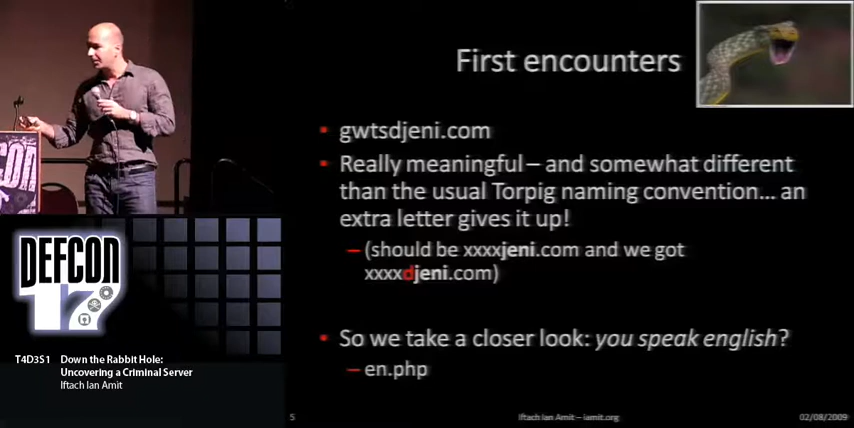 First encounters
• gwtsdjeni.com
• Really meaningful – and somewhat different
than the usual Torpig naming convention... an
extra letter gives it up!
– (should be xxxxjeni.com and we got
xxxxdjeni.com)
• So we take a closer look: you speak english?
– en.php
5
Iftach Ian Amit – iamit.org
02/08/2009
DEFCON
17
T4D3S1
Down the Rabbit Hole:
Uncovering a Criminal Server
Iftach Ian Amit